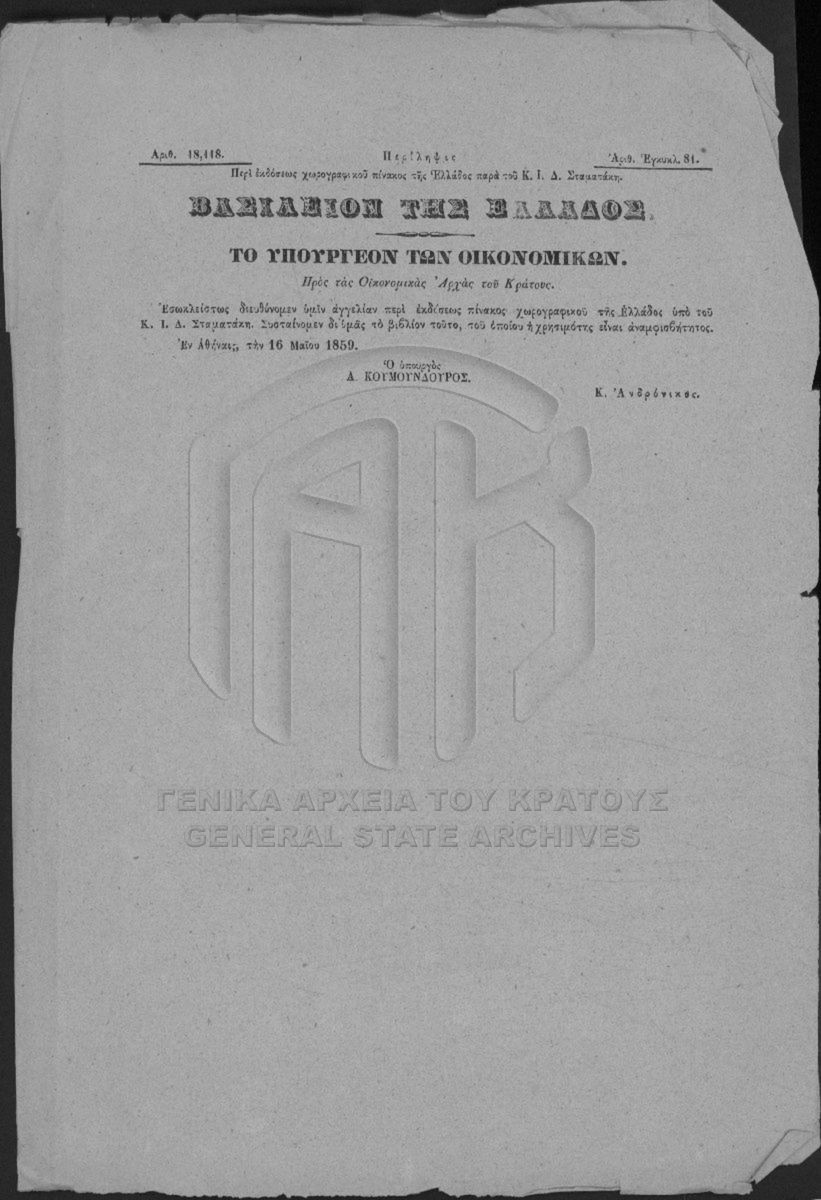 Ἀριθ. 18,118.
Περίληψις
Ἀριθ. Ἐγκυκλ. 81.
Περὶ ἐκδόσεως χωρογραφικοῦ πίνακος τῆς Ἑλλάδος παρὰ τοῦ Κ. Ι. Δ. Σταματάκη.
ΒΑΣΙΛΕΙΟΝ ΤΗΣ ΕΛΛΑΔΟΣ.
ΤΟ ΥΠΟΥΡΓΕΟΝ ΤΩΝ ΟΙΚΟΝΟΜΙΚΩΝ.
Πρὸς τὰς Οἰκονομικὰς Ἀρχὰς τοῦ Κράτους.
Ἐσωκλείστως διευθύνομεν ὑμῖν ἀγγελίαν περὶ ἐκδόσεως πίνακος χωρογραφικοῦ τῆς Ἑλλάδος ὑπὸ τοῦ
Κ. Ι. Δ. Σταματάκη. Συσταίνομεν δι' ὑμᾶς τὸ βιβλίον τοῦτο, τοῦ ὁποίου ἡ χρησιμότης εἶναι ἀναμφισβήτητος.
Ἐν Ἀθήναις, τὴν 16 Μαΐου 1859.
Ὁ ὑπουργὸς
Α. ΚΟΥΜΟΥΝΔΟΥΡΟΣ.
Κ. Ἀνδρόνικος.
ΓΕΝΙΚΑ ΑΡΧΕΙΑ ΤΟΥ ΚΡΑΤΟΥΣ
GENERAL STATE ARCHIVES